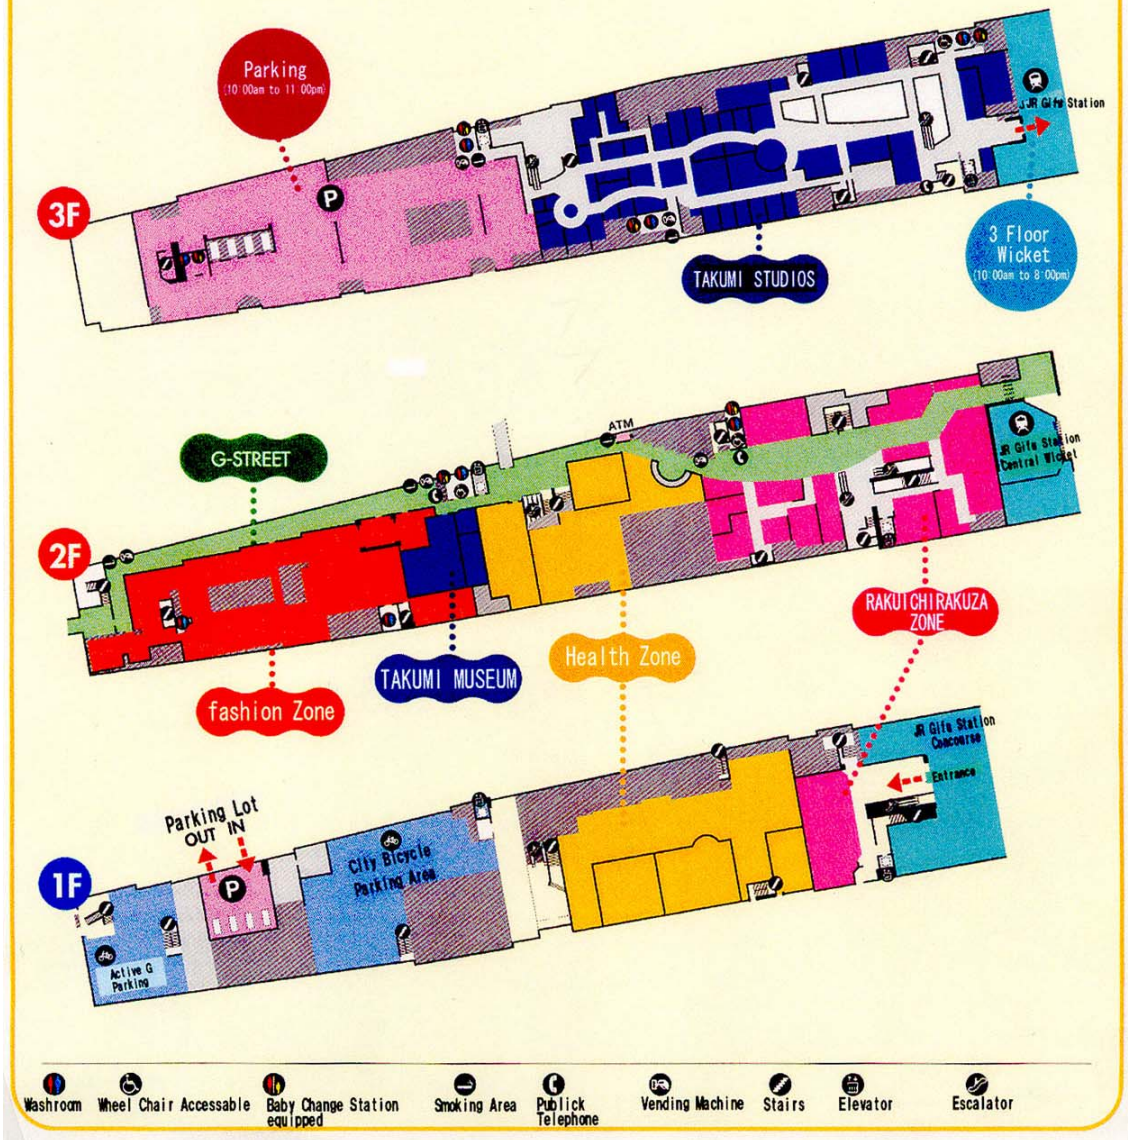 Parking
(10:00am to 11:00pm)
P
JR Gifu Station
3F
3 Floor
Wicket
(10:00am to 8:00pm)
TAKUMI STUDIOS
ATM
G-STREET
JR Gifu Station
Central Wicket
2F
RAKUICHIRAKUZA
ZONE
Health Zone
TAKUMI MUSEUM
fashion Zone
JR Gifu Station
Concourse
Entrance
Parking Lot
OUT IN
City Bicycle
Parking Area
1F
P
Active G
Parking
Washroom
Wheel Chair Accessable
Baby Change Station
equipped
Smoking Area
Publick
Telephone
Vending Machine
Stairs
Elevator
Escalator